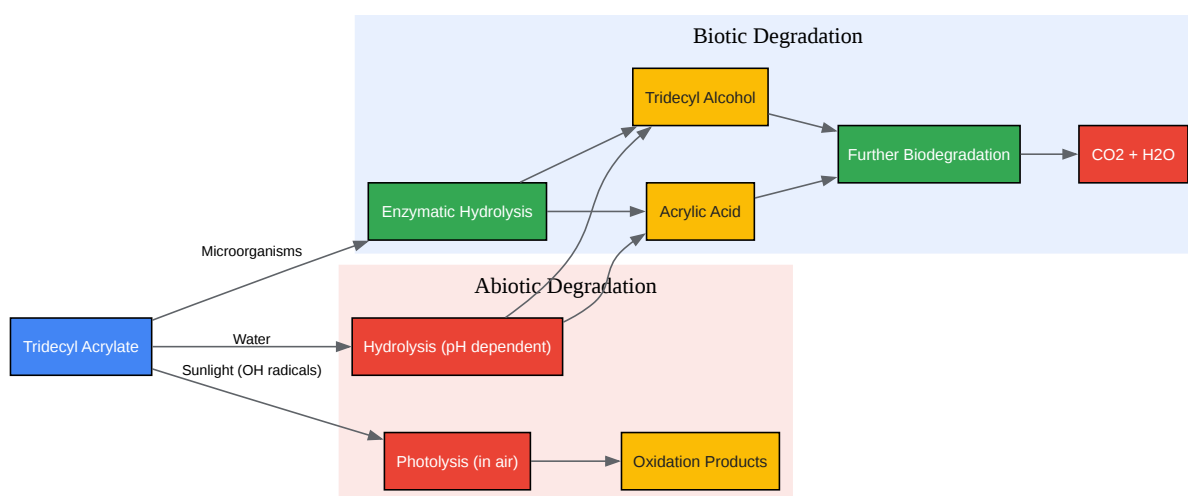 Biotic Degradation
Tridecyl Alcohol
Further Biodegradation
CO2 + H2O
Enzymatic Hydrolysis
Acrylic Acid
Microorganisms
Abiotic Degradation
Tridecyl Acrylate
Water
Hydrolysis (pH dependent)
Sunlight (OH radicals)
Photolysis (in air)
Oxidation Products